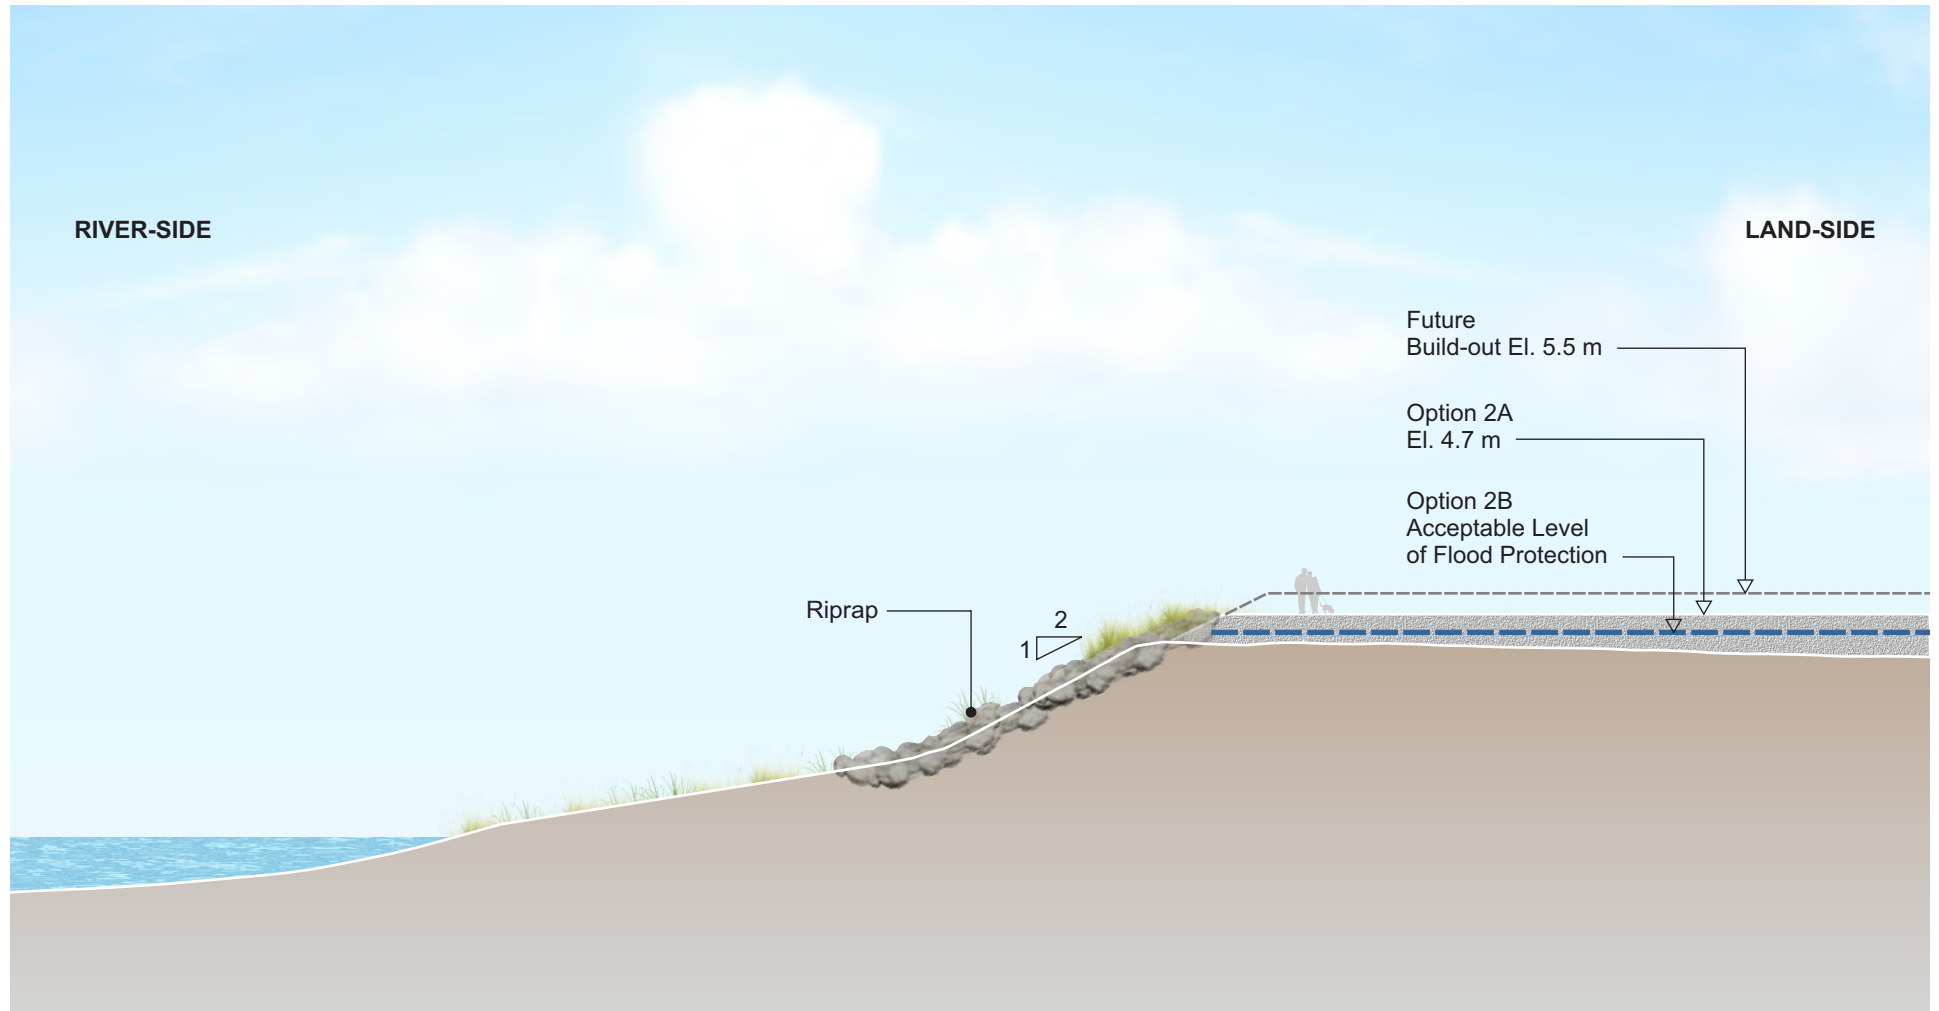 RIVER-SIDE
LAND-SIDE
Future
Build-out El. 5.5 m
Option 2A
El. 4.7 m
Option 2B
Acceptable Level
of Flood Protection
Riprap
2
1